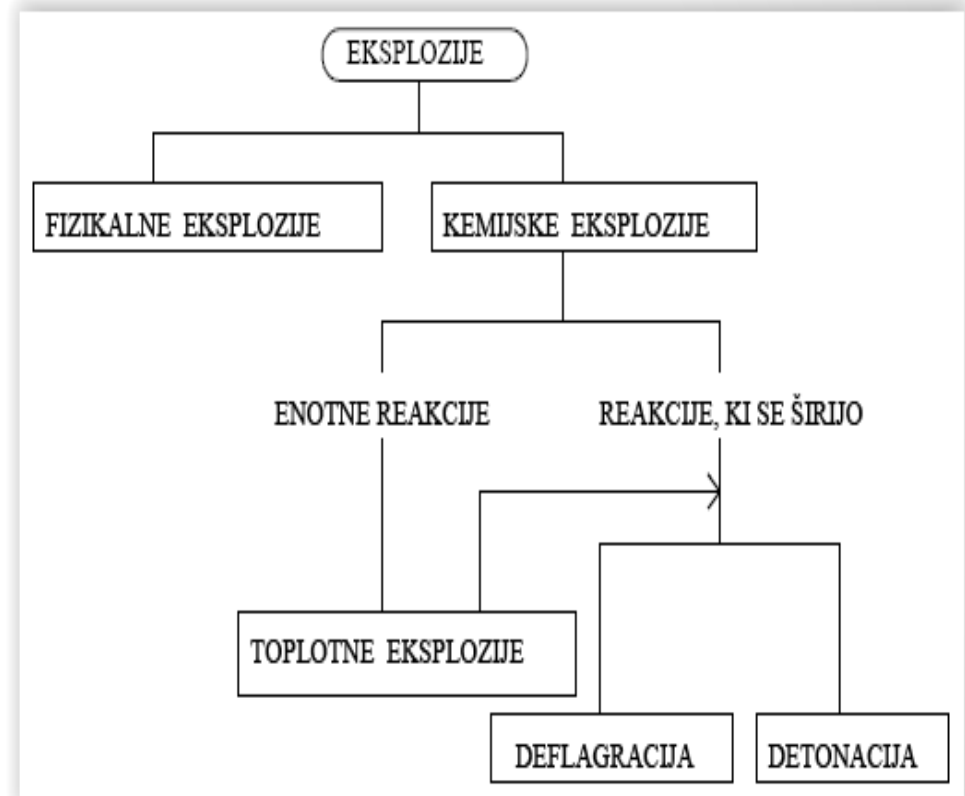 EKSPLOZIJE
FIZIKALNE EKSPLOZIJE
KEMIJSKE EKSPLOZIJE
ENOTNE REAKCIJE
REAKCIJE, KI SE ŠIRIJO
TOPLOTNE EKSPLOZIJE
DEFLAGRACIJA
DETONACIJA